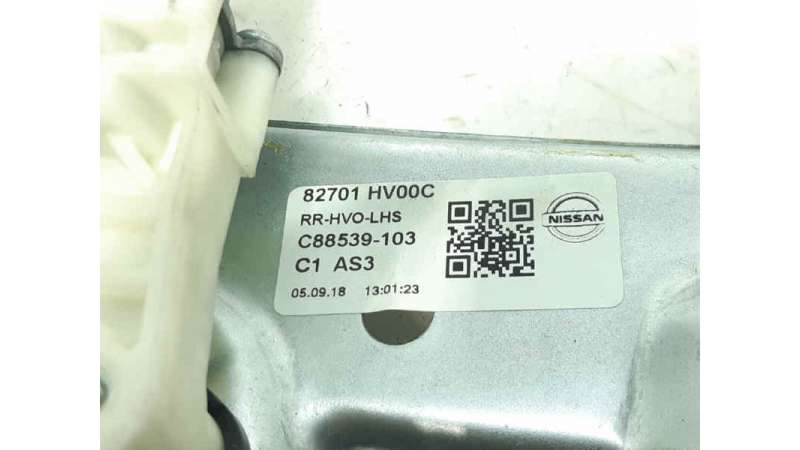 82701 HV00C
RR-HVO-LHS
C88539-103
C1 AS3
05.09.18 13:01:23
NISSAN